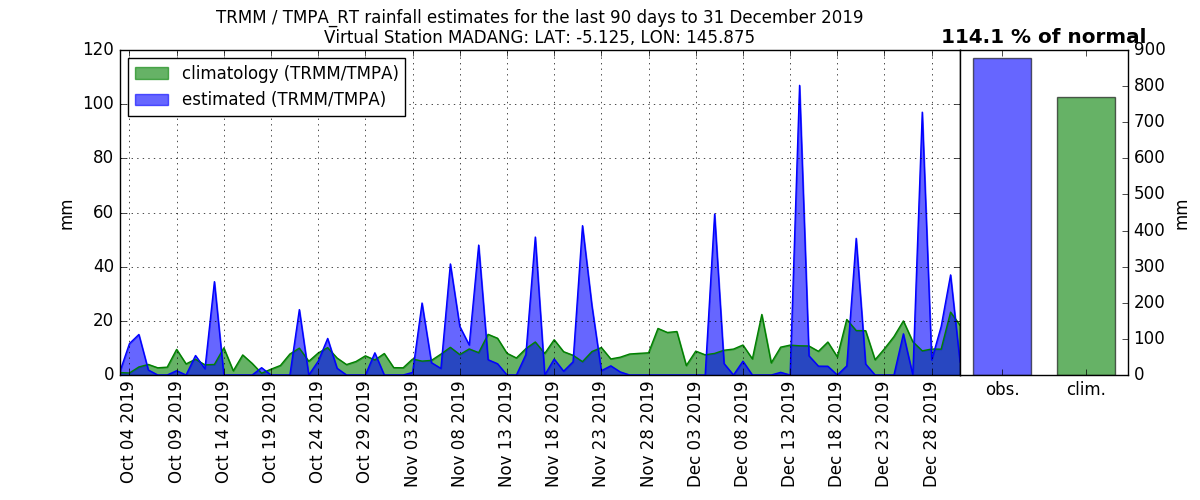 TRMM / TMPA_RT rainfall estimates for the last 90 days to 31 December 2019
Virtual Station MADANG: LAT: -5.125, LON: 145.875
114.1 % of normal
climatology (TRMM/TMPA)
estimated (TRMM/TMPA)
120
100
80
60
40
20
0
mm
Oct 04 2019
Oct 09 2019
Oct 14 2019
Oct 19 2019
Oct 24 2019
Oct 29 2019
Nov 03 2019
Nov 08 2019
Nov 13 2019
Nov 18 2019
Nov 23 2019
Nov 28 2019
Dec 03 2019
Dec 08 2019
Dec 13 2019
Dec 18 2019
Dec 23 2019
Dec 28 2019
obs.
clim.
900
800
700
600
500
400
300
200
100
0
mm